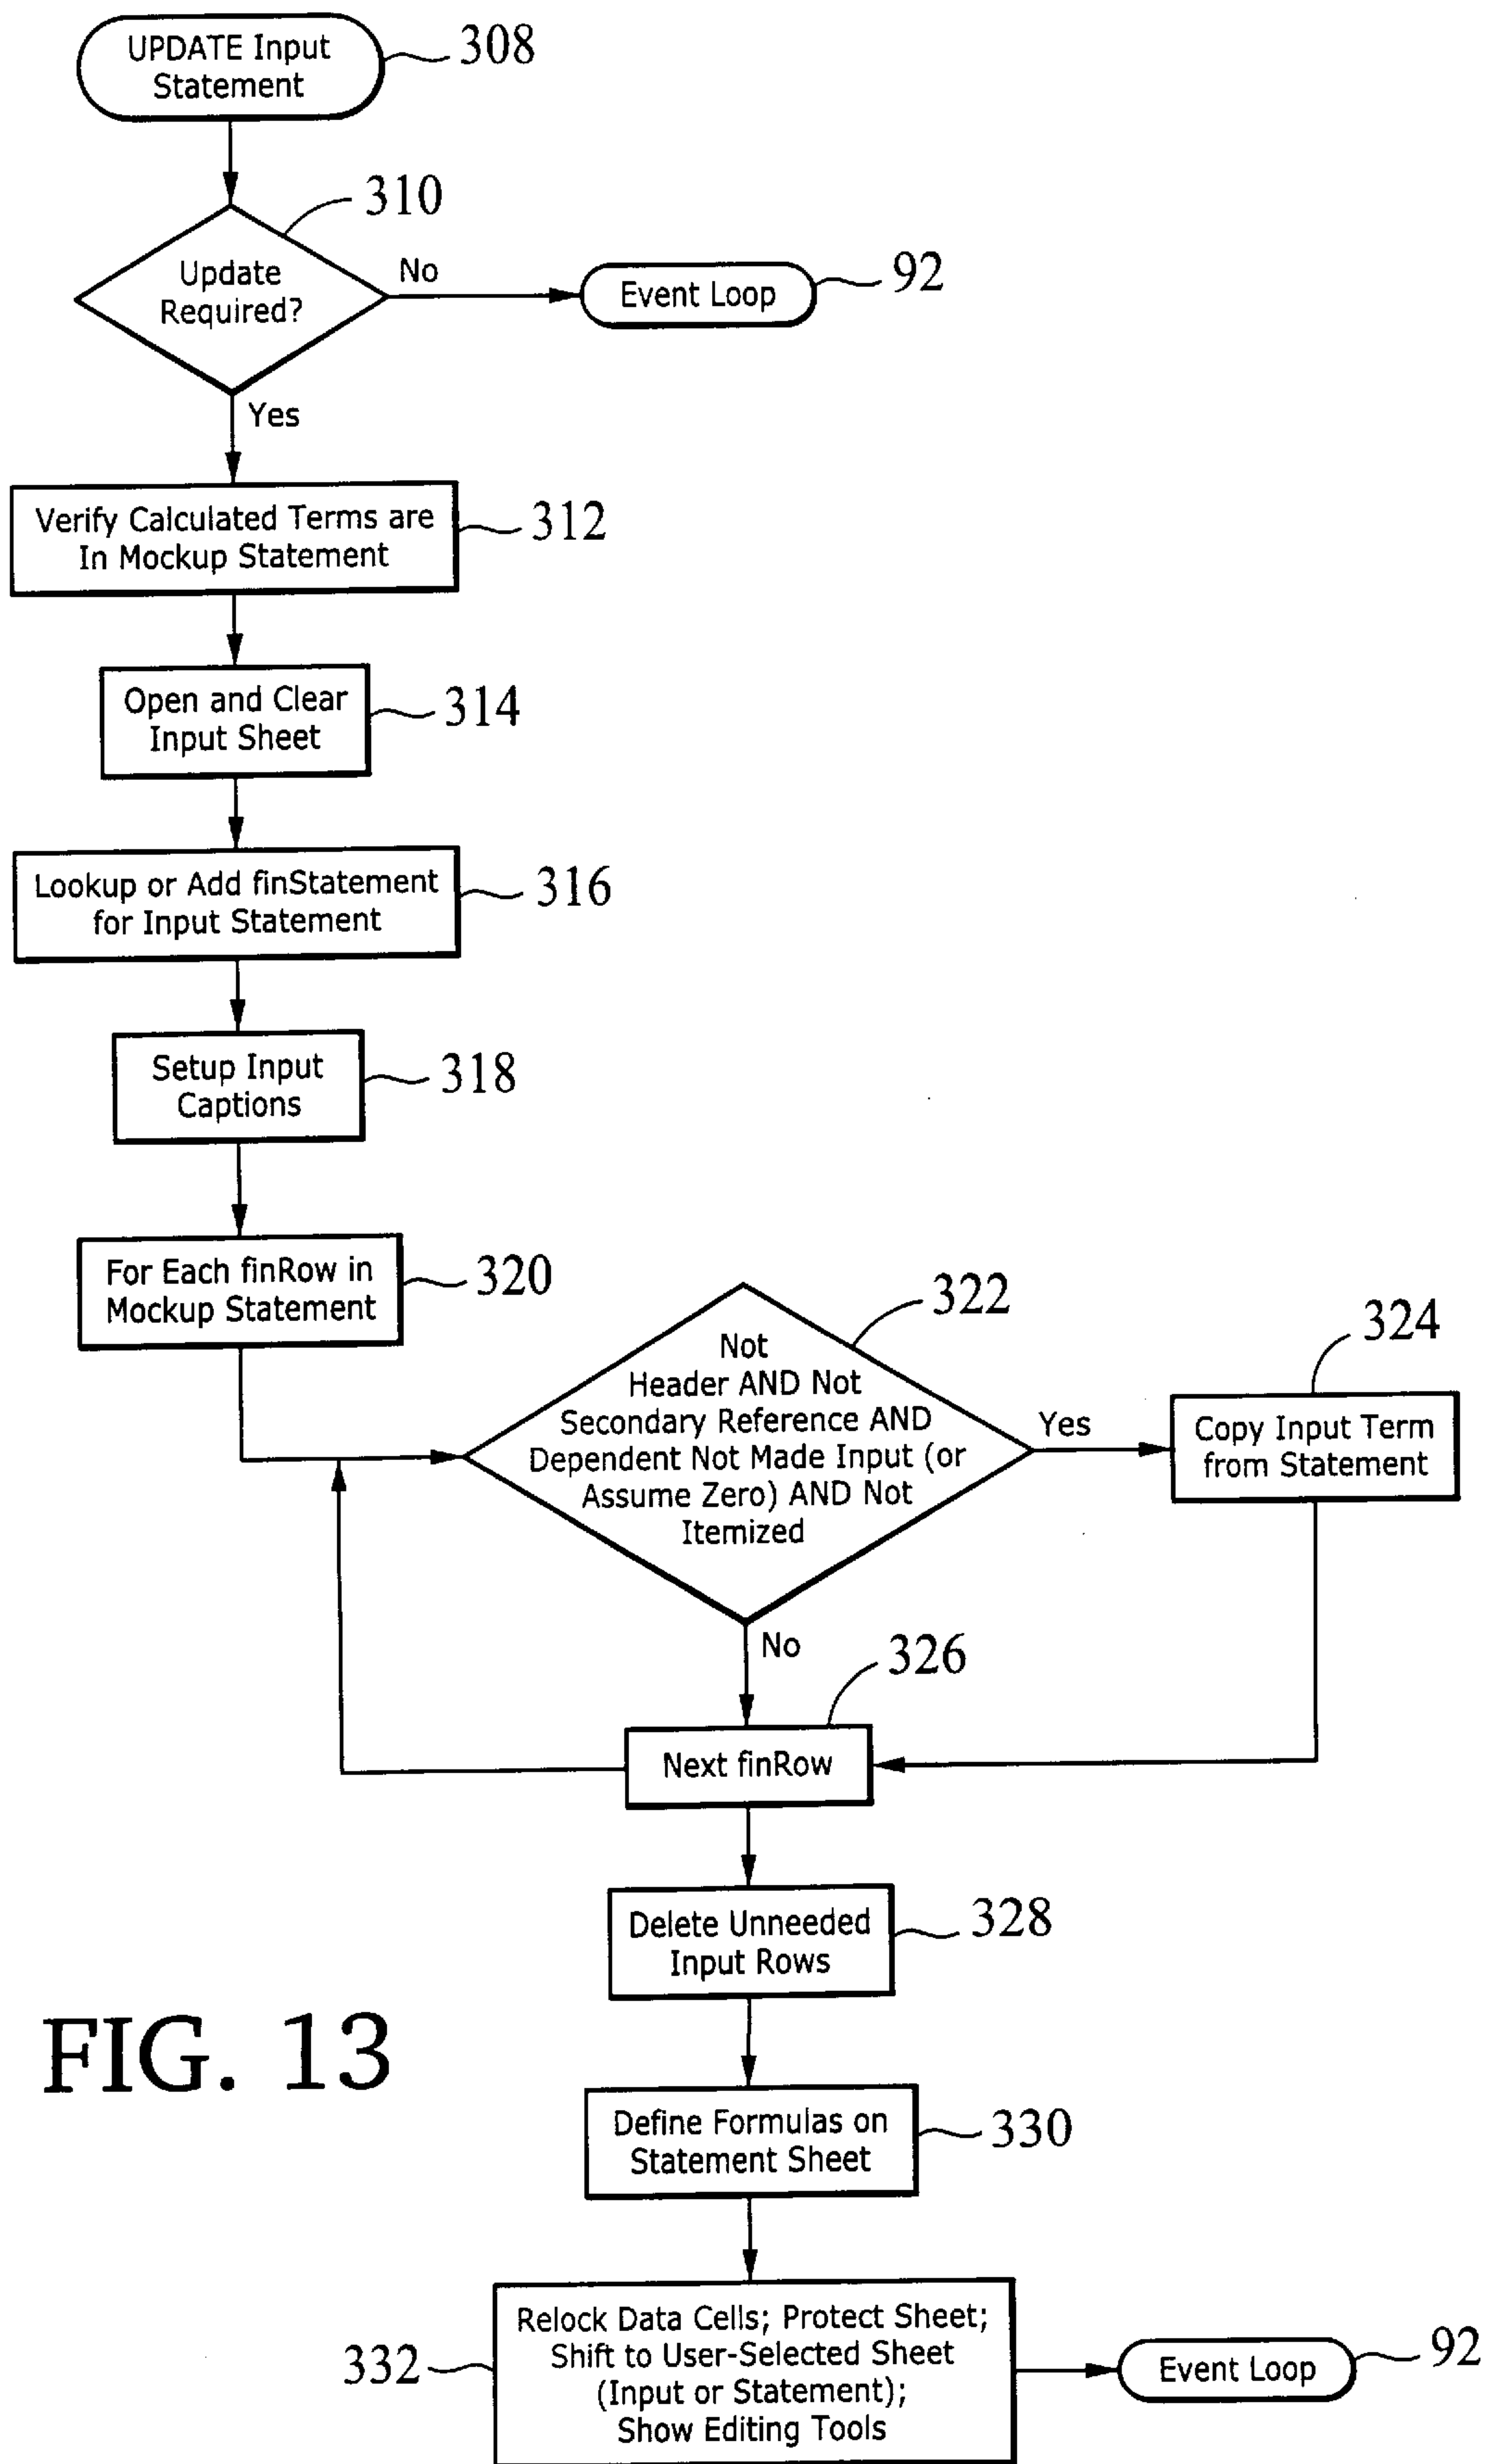 UPDATE Input
Statement
308
310
Update
Required?
No
Event Loop
92
Yes
Verify Calculated Terms are
In Mockup Statement
312
Open and Clear
Input Sheet
314
Lookup or Add finStatement
for Input Statement
316
Setup Input
Captions
318
For Each finRow in
Mockup Statement
320
322
Not
Header AND Not
Secondary Reference AND
Dependent Not Made Input (or
Assume Zero) AND Not
Itemized
Yes
324
Copy Input Term
from Statement
No
326
Next finRow
Delete Unneeded
Input Rows
328
FIG. 13
Define Formulas on
Statement Sheet
330
332
Relock Data Cells; Protect Sheet;
Shift to User-Selected Sheet
(Input or Statement);
Show Editing Tools
Event Loop
92